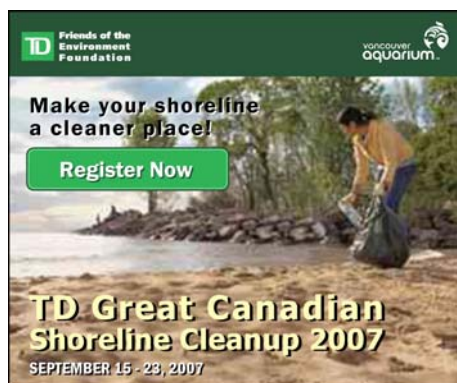 TD
Friends of the
Environment
Foundation
vancouver
aquarium
Make your shoreline
a cleaner place!
Register Now
TD Great Canadian
Shoreline Cleanup 2007
SEPTEMBER 15 - 23, 2007